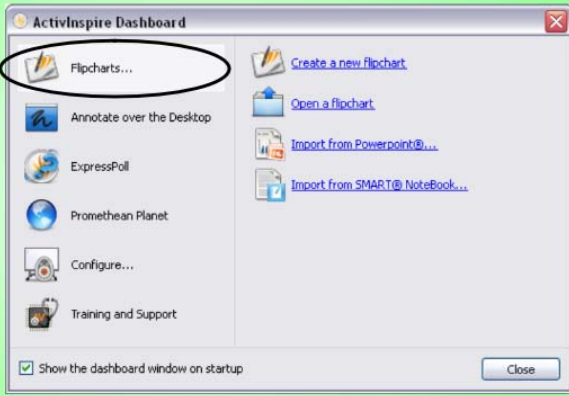 ActivInspire Dashboard
Flipcharts...
Annotate over the Desktop
ExpressPoll
Promethean Planet
Configure...
Training and Support
Create a new flipchart
Open a flipchart
Import from Powerpoint®...
Import from SMART® NoteBook...
Show the dashboard window on startup
Close